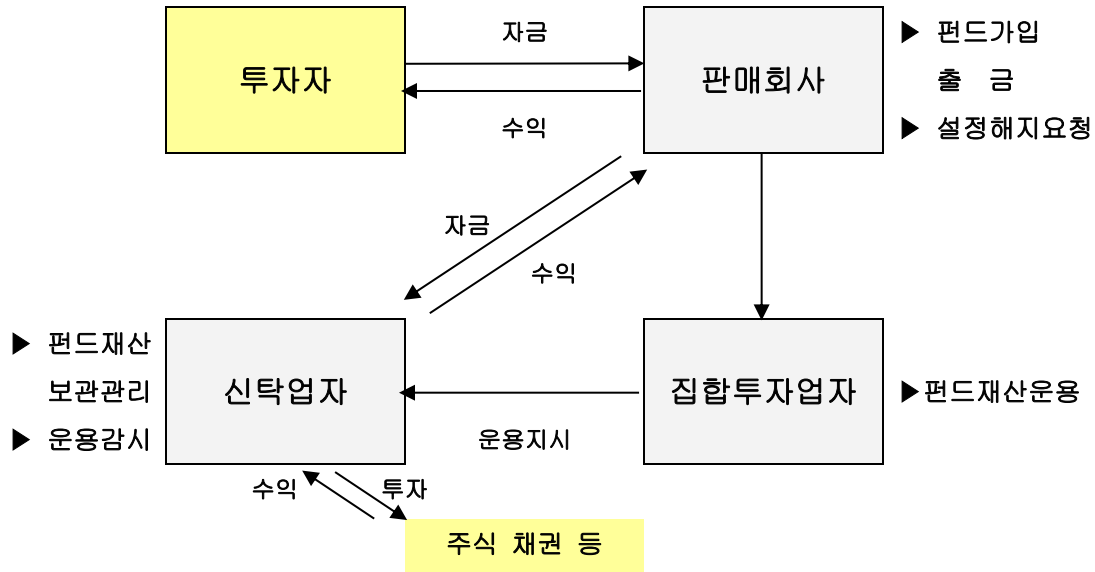 자금
투자자
판매회사
▶ 펀드가입
출 금
수익
▶ 설정해지요청
자금
수익
▶ 펀드재산
보관관리
▶ 운용감시
신탁업자
집합투자업자
▶펀드재산운용
운용지시
수익
투자
주식 채권 등